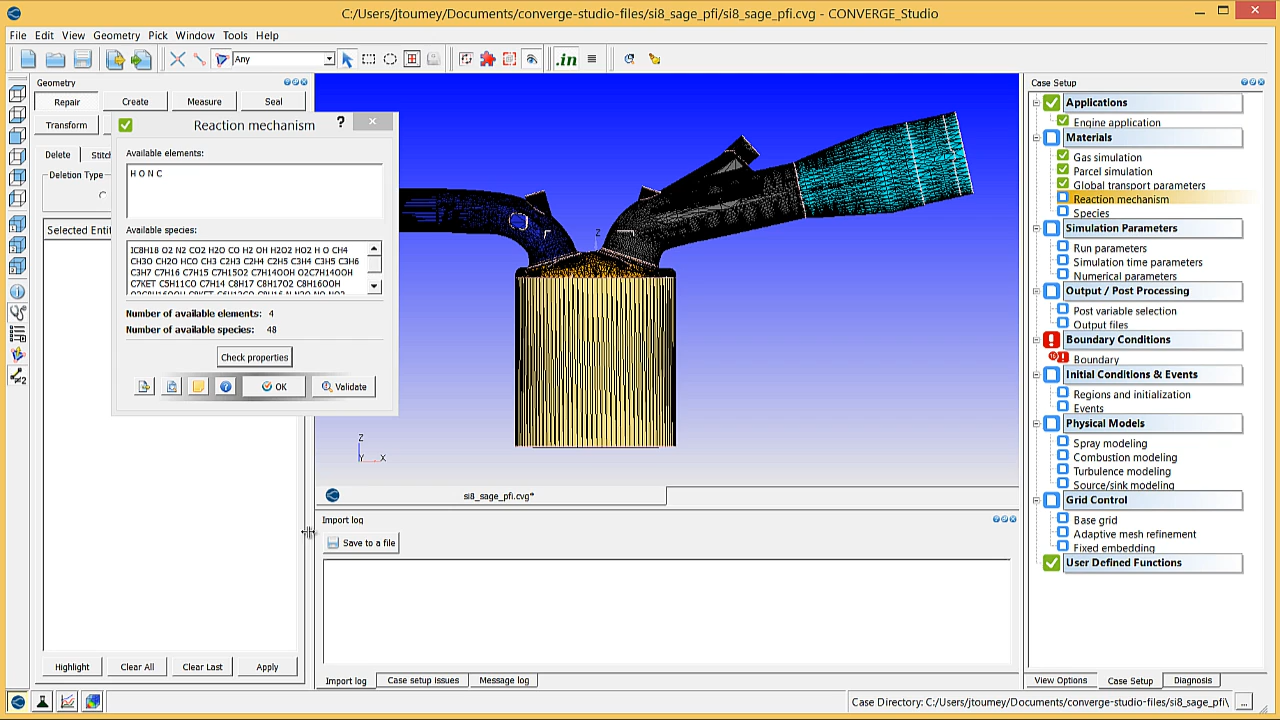 C:/Users/jtoumey/Documents/converge-studio-files/si8_sage_pfi/si8_sage_pfi.cvg - CONVERGE_Studio
File Edit View Geometry Pick Window Tools Help
Any
.in
Geometry
Repair Create Measure Seal
Transform
Delete Stitch
Deletion Type
Selected Entit
Reaction mechanism ?
Available elements:
H O N C
Available species:
IC8H18 O2 N2 CO2 H2O CO H2 OH H2O2 HO2 H O CH4
CH3O CH2O HCO CH3 C2H3 C2H4 C2H5 C3H4 C3H5 C3H6
C3H7 C7H16 C7H15 C7H15O2 C7H14OOH O2C7H14OOH
C7KET C5H11CO C7H14 C8H17 C8H17O2 C8H16OOH
Number of available elements: 4
Number of available species: 48
Check properties
OK
Validate
Z
Z
Y X
si8_sage_pfi.cvg*
Import log
Save to a file
Highlight Clear All Clear Last Apply
Import log Case setup issues Message log
Case Setup
Applications
Engine application
Materials
Gas simulation
Parcel simulation
Global transport parameters
Reaction mechanism
Species
Simulation Parameters
Run parameters
Simulation time parameters
Numerical parameters
Output / Post Processing
Post variable selection
Output files
Boundary Conditions
Boundary
Initial Conditions & Events
Regions and initialization
Events
Physical Models
Spray modeling
Combustion modeling
Turbulence modeling
Source/sink modeling
Grid Control
Base grid
Adaptive mesh refinement
Fixed embedding
User Defined Functions
View Options Case Setup Diagnosis
Case Directory: C:/Users/jtoumey/Documents/converge-studio-files/si8_sage_pfi\ ...